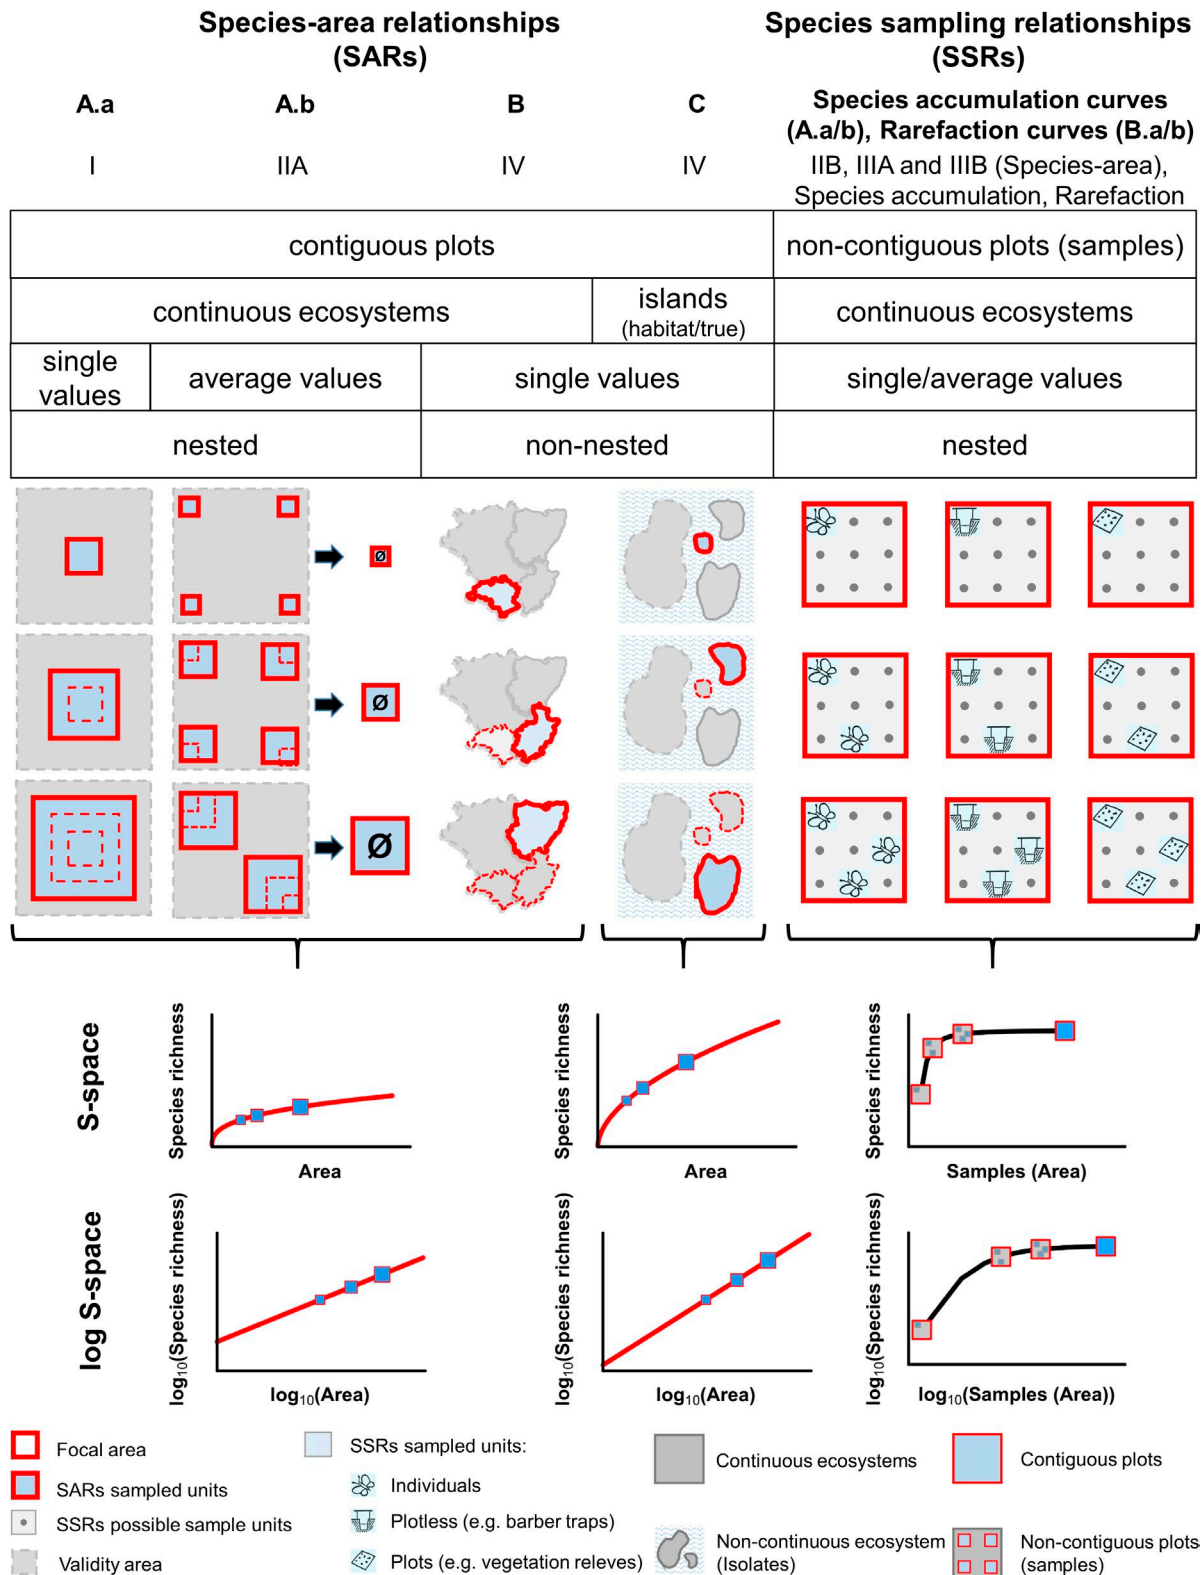 Species-area relationships
(SARs)
Species sampling relationships
(SSRs)
A.a
A.b
B
C
Species accumulation curves
(A.a/b), Rarefaction curves (B.a/b)
I
IIA
IV
IV
IIB, IIIA and IIIB (Species-area),
Species accumulation, Rarefaction
contiguous plots
non-contiguous plots (samples)
continuous ecosystems
islands
(habitat/true)
continuous ecosystems
single
values
average values
single values
single/average values
nested
non-nested
nested
Ø
Ø
Ø
S-space
Species richness
Area
Species richness
Area
Species richness
Samples (Area)
log S-space
log₁₀(Species richness)
log₁₀(Area)
log₁₀(Species richness)
log₁₀(Area)
log₁₀(Species richness)
log₁₀(Samples (Area))
Focal area
SARs sampled units
SSRs possible sample units
Validity area
SSRs sampled units:
Individuals
Plotless (e.g. barber traps)
Plots (e.g. vegetation releves)
Continuous ecosystems
Non-continuous ecosystem
(Isolates)
Contiguous plots
Non-contiguous plots
(samples)